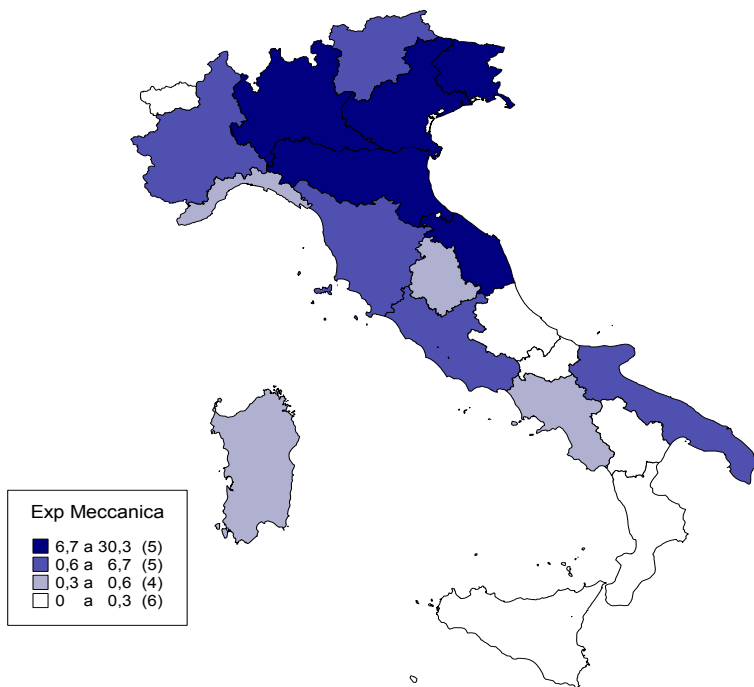 Exp Meccanica
6,7 a 30,3 (5)
0,6 a 6,7 (5)
0,3 a 0,6 (4)
0 a 0,3 (6)